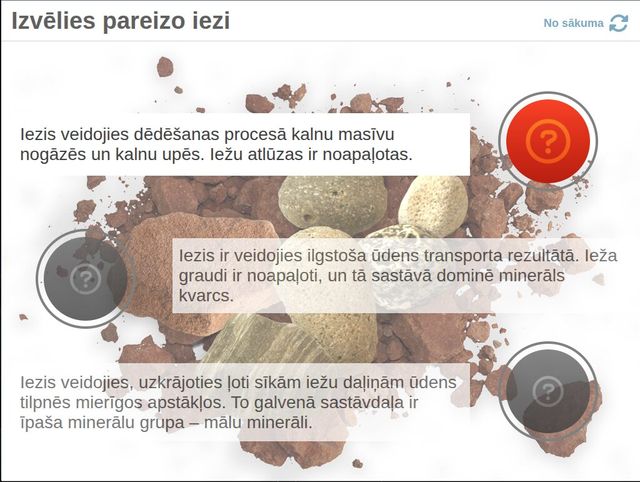 Izvēlies pareizo iezi
No sākuma
Iezis veidojies dēdēšanas procesā kalnu masīvu
nogāzēs un kalnu upēs. Iežu atlūzas ir noapaļotas.
Iezis ir veidojies ilgstoša ūdens transporta rezultātā. Ieža
graudi ir noapaļoti, un tā sastāvā dominē minerāls
kvarcs.
Iezis veidojies, uzkrājoties ļoti sīkām iežu daļiņām ūdens
tilpnēs mierīgos apstākļos. To galvenā sastāvdaļa ir
īpaša minerālu grupa – mālu minerāli.